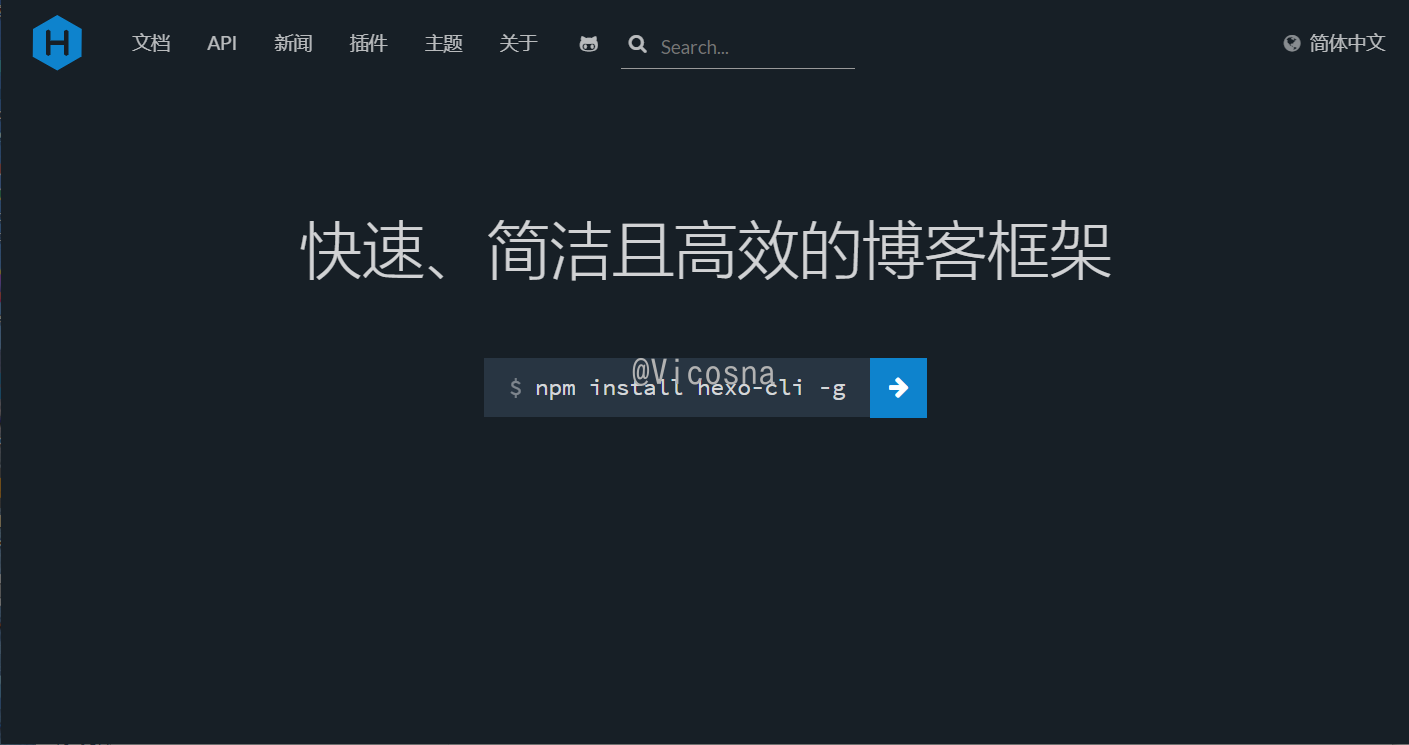 H 文档 API 新闻 插件 主题 关于 Search... 简体中文
快速、简洁且高效的博客框架
@Vicosna
$ npm install hexo-cli -g